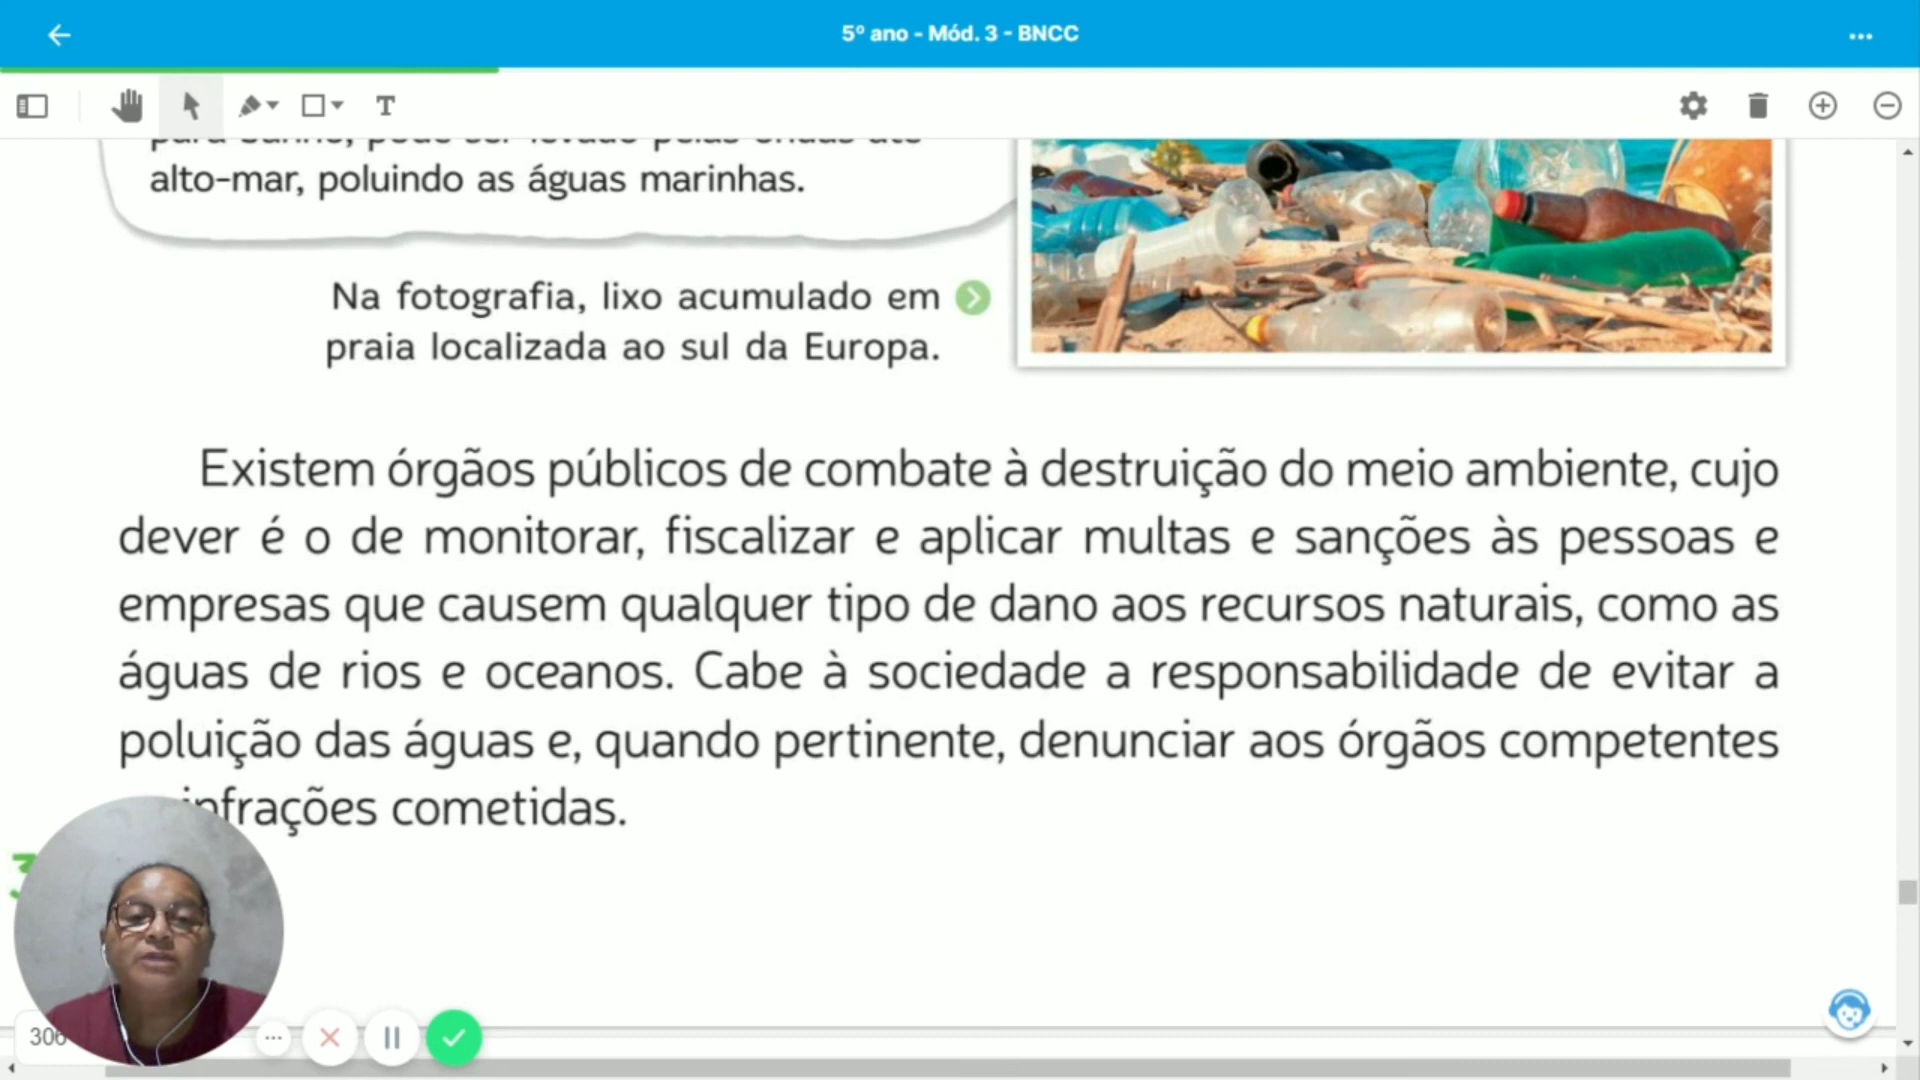 5º ano - Mód. 3 - BNCC
T
alto-mar, poluindo as águas marinhas.
Na fotografia, lixo acumulado em
praia localizada ao sul da Europa.
Existem órgãos públicos de combate à destruição do meio ambiente, cujo
dever é o de monitorar, fiscalizar e aplicar multas e sanções às pessoas e
empresas que causem qualquer tipo de dano aos recursos naturais, como as
águas de rios e oceanos. Cabe à sociedade a responsabilidade de evitar a
poluição das águas e, quando pertinente, denunciar aos órgãos competentes
infrações cometidas.
306